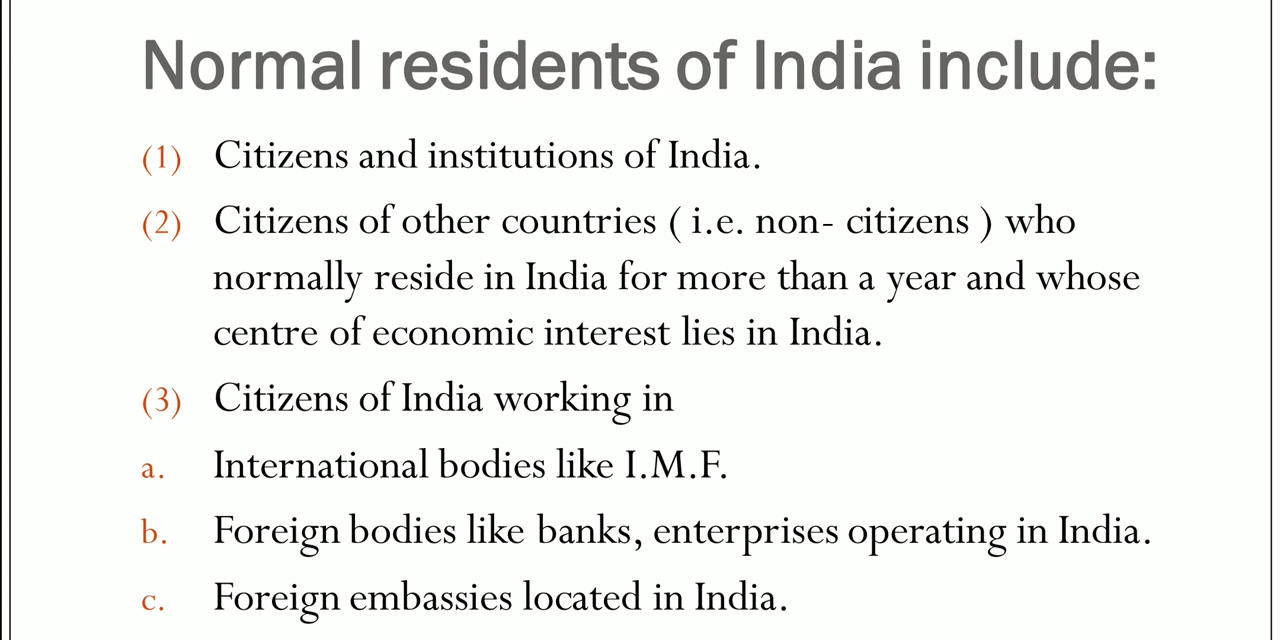 Normal residents of India include:
(1) Citizens and institutions of India.
(2) Citizens of other countries ( i.e. non- citizens ) who
normally reside in India for more than a year and whose
centre of economic interest lies in India.
(3) Citizens of India working in
a. International bodies like I.M.F.
b. Foreign bodies like banks, enterprises operating in India.
c. Foreign embassies located in India.